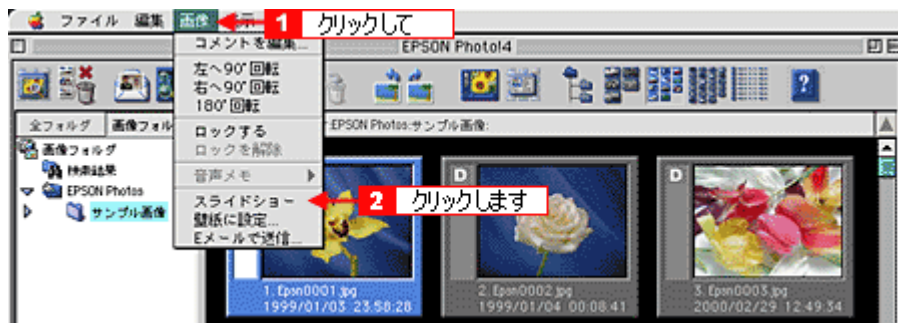 ファイル 編集 画像 表示
1 クリックして
EPSON Photo!4
コメントを編集...
左へ90°回転
右へ90°回転
180°回転
ロックする
ロックを解除
音声メモ
スライドショー
2 クリックします
壁紙に設定...
Eメールで送信...
全フォルダ 画像フォル
:EPSON Photos:サンプル画像:
画像フォルダ
検索結果
EPSON Photos
サンプル画像
D
D
1. Epson0001.jpg
1999/01/03 23:58:28
2. Epson0002.jpg
1999/01/04 00:08:41
3. Epson0003.jpg
2000/02/29 12:49:34